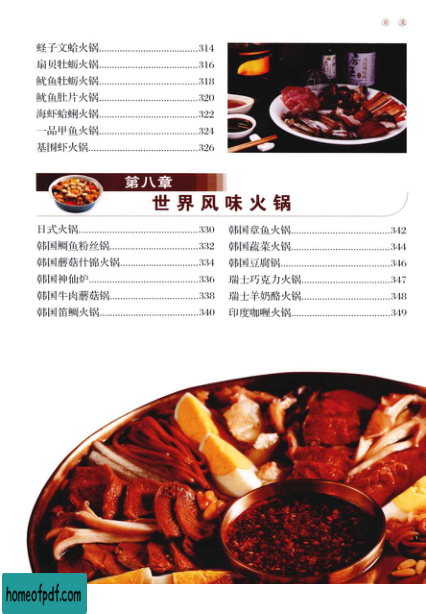 目 录
蛏子文蛤火锅 314
扇贝牡蛎火锅 316
鱿鱼牡蛎火锅 318
鱿鱼肚片火锅 320
海虾蛤蜊火锅 322
一品甲鱼火锅 324
基围虾火锅 326
第八章
世界风味火锅
日式火锅 330
韩国鲷鱼粉丝锅 332
韩国蘑菇什锦火锅 334
韩国神仙炉 336
韩国牛肉蘑菇锅 338
韩国笛鲷火锅 340
韩国章鱼火锅 342
韩国蔬菜火锅 344
韩国豆腐锅 346
瑞士巧克力火锅 347
瑞士羊奶酪火锅 348
印度咖喱火锅 349
homeofpdf.com